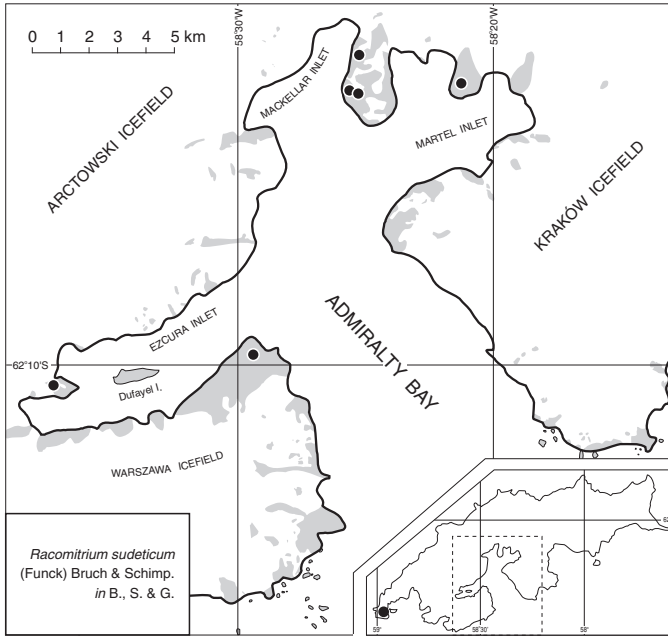 58°30'W
58°20'W
0 1 2 3 4 5 km
MACKELLAR INLET
MARTEL INLET
ARCTOWSKI ICEFIELD
KRAKÓW ICEFIELD
EZCURA INLET
ADMIRALTY BAY
62°10'S
Dufayel I.
WARSZAWA ICEFIELD
Racomitrium sudeticum
(Funck) Bruch & Schimp.
in B., S. & G.
62
59°
58°30'
58°